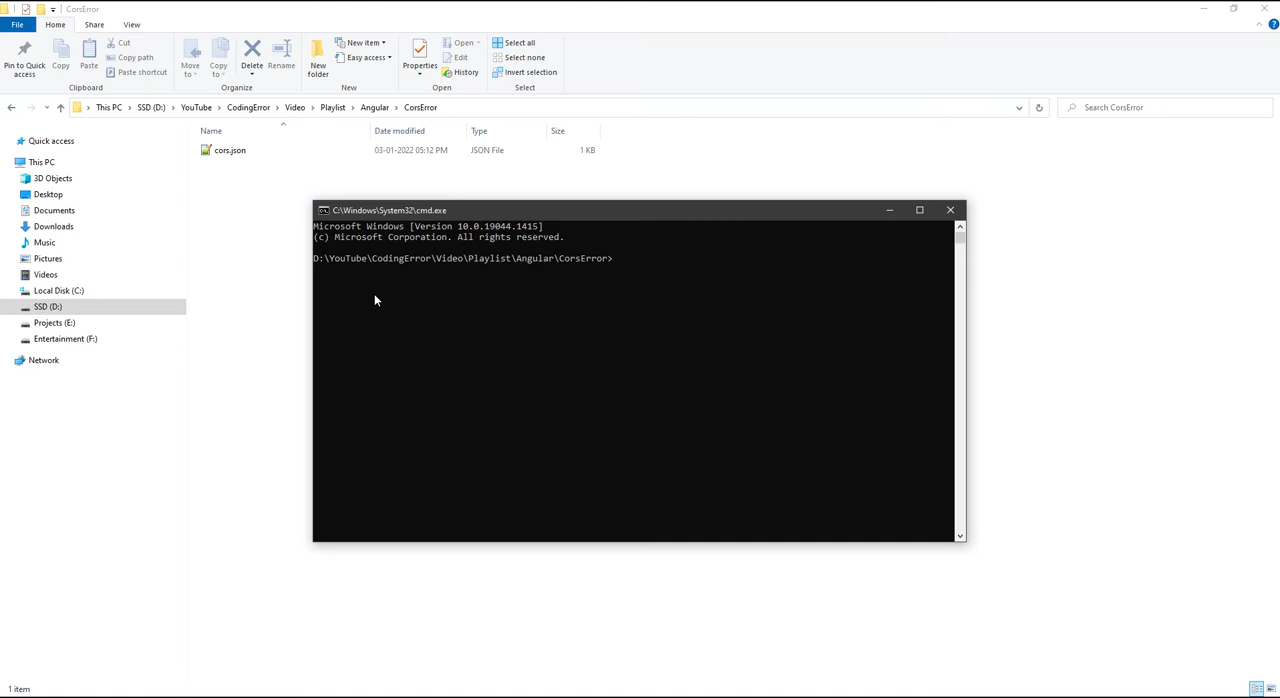 CorsError
File Home Share View
Pin to Quick access
Copy
Paste
Cut
Copy path
Paste shortcut
Clipboard
Move to
Copy to
Delete
Rename
Organize
New folder
New item
Easy access
New
Properties
Open
Edit
History
Open
Select all
Select none
Invert selection
Select
This PC > SSD (D:) > YouTube > CodingError > Video > Playlist > Angular > CorsError
Search CorsError
Name Date modified Type Size
cors.json 03-01-2022 05:12 PM JSON File 1 KB
Quick access
This PC
3D Objects
Desktop
Documents
Downloads
Music
Pictures
Videos
Local Disk (C:)
SSD (D:)
Projects (E:)
Entertainment (F:)
Network
C:\Windows\System32\cmd.exe
Microsoft Windows [Version 10.0.19044.1415]
(c) Microsoft Corporation. All rights reserved.
D:\YouTube\CodingError\Video\Playlist\Angular\CorsError>
1 item